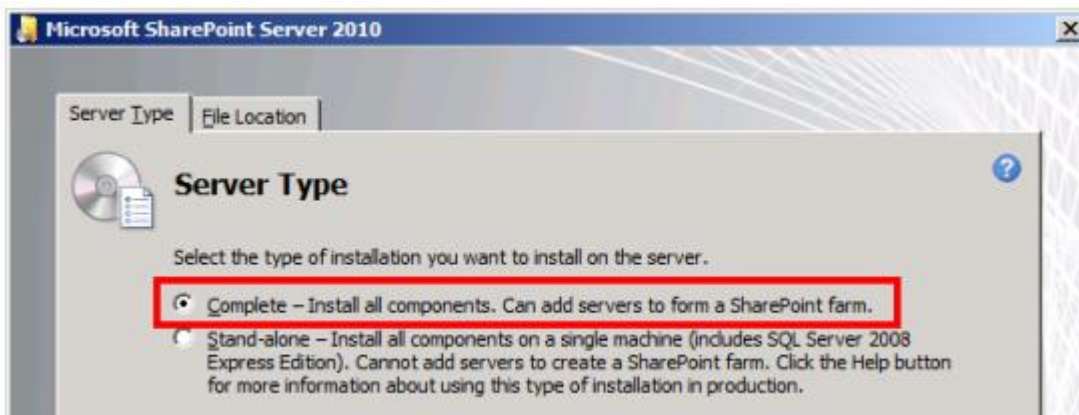 Microsoft SharePoint Server 2010
Server Type
File Location
Server Type
Select the type of installation you want to install on the server.
Complete – Install all components. Can add servers to form a SharePoint farm.
Stand-alone – Install all components on a single machine (includes SQL Server 2008
Express Edition). Cannot add servers to create a SharePoint farm. Click the Help button
for more information about using this type of installation in production.